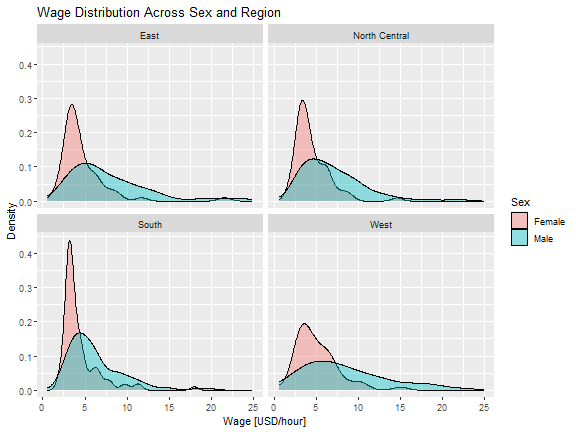 Wage Distribution Across Sex and Region
East
North Central
0.4
0.3
0.2
0.1
0.0
South
West
0.4
0.3
0.2
0.1
0.0
0
5
10
15
20
25
0
5
10
15
20
25
Wage [USD/hour]
Density
Sex
Female
Male